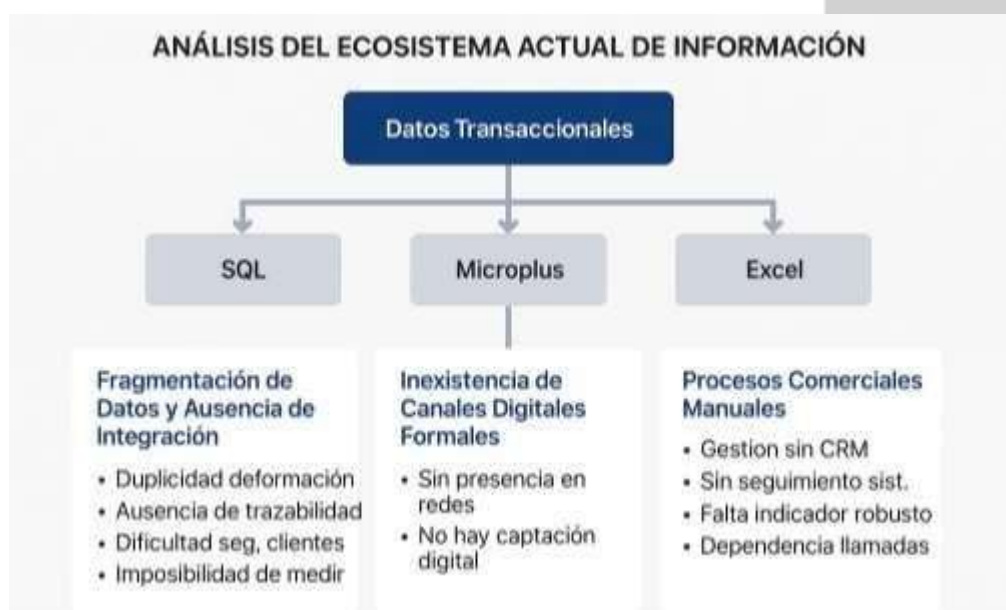 ANÁLISIS DEL ECOSISTEMA ACTUAL DE INFORMACIÓN
Datos Transaccionales
SQL
Microplus
Excel
Fragmentación de
Datos y Ausencia de
Integración
• Duplicidad deformación
• Ausencia de trazabilidad
• Dificultad seg, clientes
• Imposibilidad de medir
Inexistencia de
Canales Digitales
Formales
• Sin presencia en
redes
• No hay captación
digital
Procesos Comerciales
Manuales
• Gestion sin CRM
• Sin seguimiento sist.
• Falta indicador robusto
• Dependencia llamadas